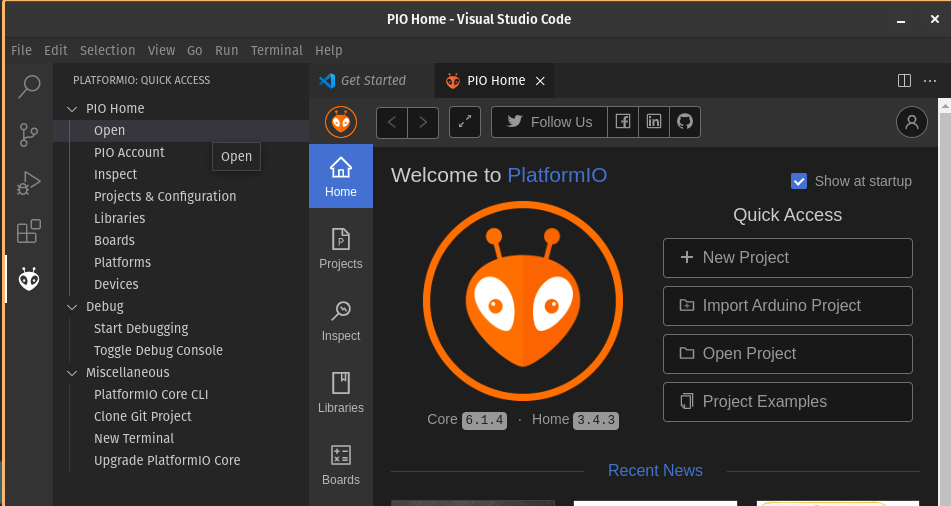 PIO Home - Visual Studio Code
File Edit Selection View Go Run Terminal Help
PLATFORMIO: QUICK ACCESS
PIO Home
Open
PIO Account
Open
Inspect
Projects & Configuration
Libraries
Boards
Platforms
Devices
Debug
Start Debugging
Toggle Debug Console
Miscellaneous
PlatformIO Core CLI
Clone Git Project
New Terminal
Upgrade PlatformIO Core
Get Started
PIO Home
Follow Us
Home
Projects
Inspect
Libraries
Boards
Welcome to PlatformIO
Show at startup
Core 6.1.4 · Home 3.4.3
Quick Access
New Project
Import Arduino Project
Open Project
Project Examples
Recent News